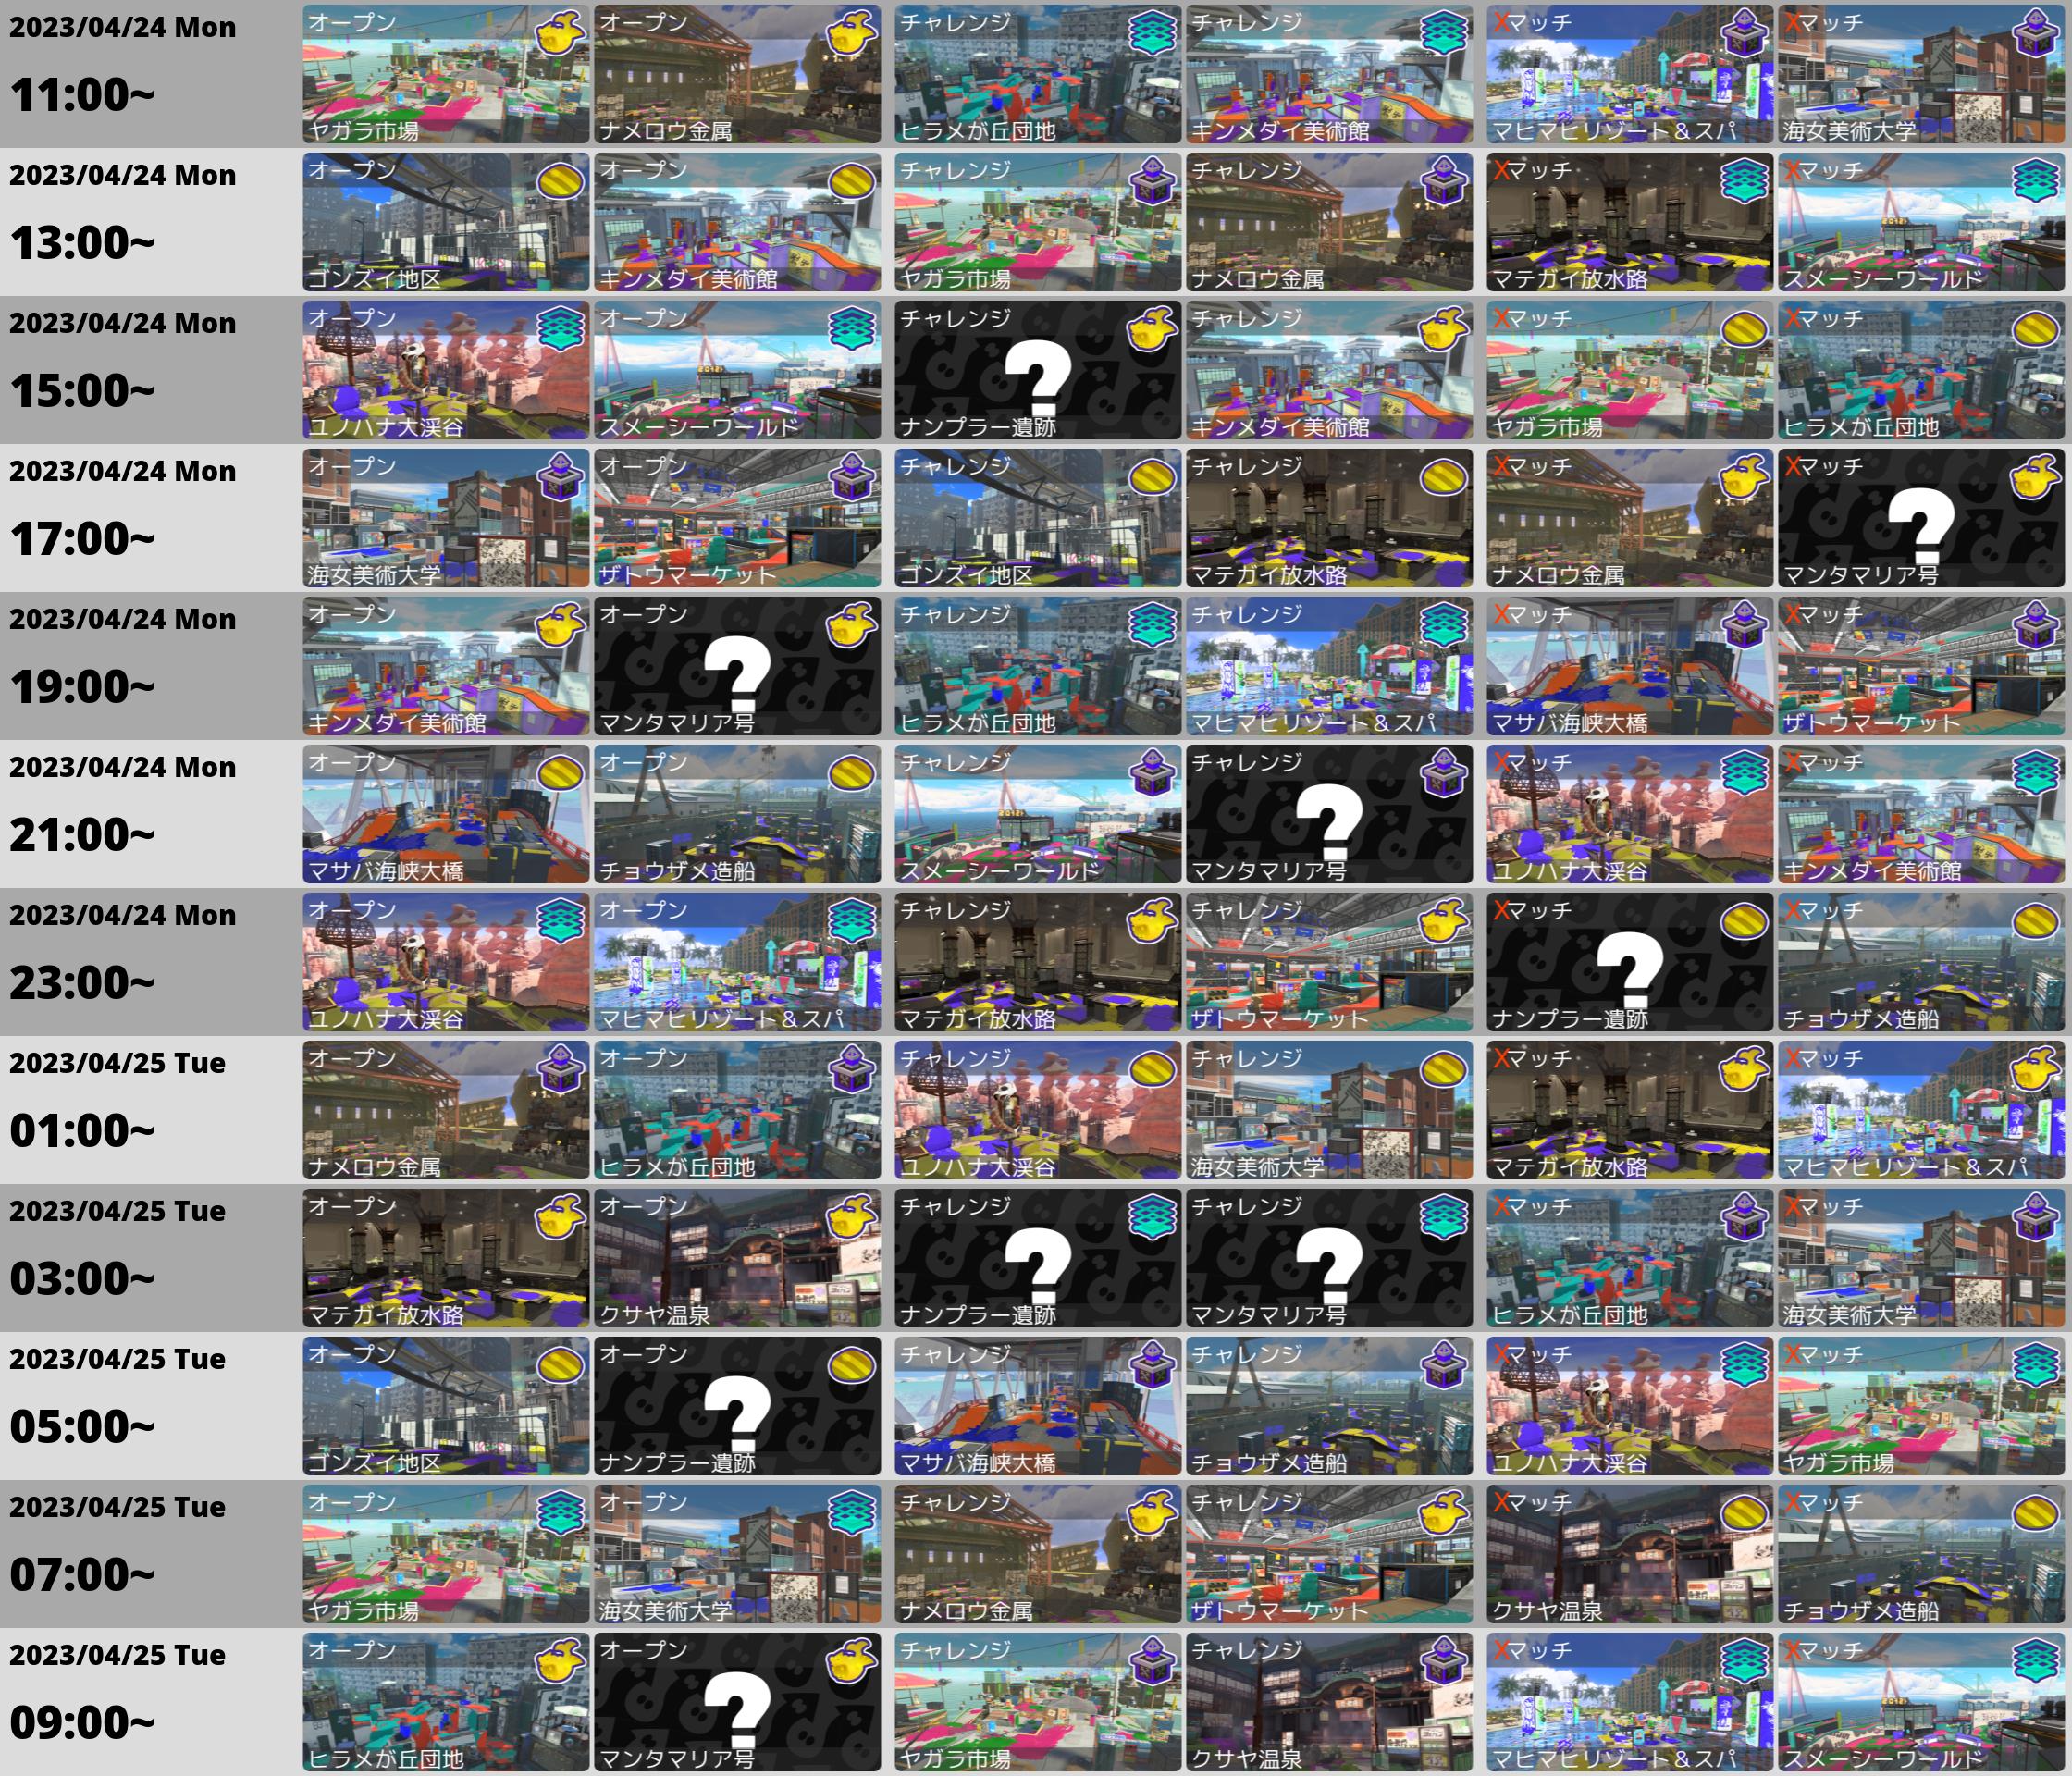 2023/04/24 Mon
11:00~
オープン オープン チャレンジ チャレンジ Xマッチ Xマッチ
ヤガラ市場 ナメロウ金属 ヒラメが丘団地 キンメダイ美術館 マヒマヒリゾート＆スパ 海女美術大学
2023/04/24 Mon
13:00~
オープン オープン チャレンジ チャレンジ Xマッチ Xマッチ
ゴンズイ地区 キンメダイ美術館 ヤガラ市場 ナメロウ金属 マテガイ放水路 スメーシーワールド
2023/04/24 Mon
15:00~
オープン オープン チャレンジ チャレンジ Xマッチ Xマッチ
?
ユノハナ大渓谷 スメーシーワールド ナンプラー遺跡 キンメダイ美術館 ヤガラ市場 ヒラメが丘団地
2023/04/24 Mon
17:00~
オープン オープン チャレンジ チャレンジ Xマッチ Xマッチ
?
海女美術大学 ザトウマーケット ゴンズイ地区 マテガイ放水路 ナメロウ金属 マンタマリア号
2023/04/24 Mon
19:00~
オープン オープン チャレンジ チャレンジ Xマッチ Xマッチ
?
キンメダイ美術館 マンタマリア号 ヒラメが丘団地 マヒマヒリゾート＆スパ マサバ海峡大橋 ザトウマーケット
2023/04/24 Mon
21:00~
オープン オープン チャレンジ チャレンジ Xマッチ Xマッチ
?
マサバ海峡大橋 チョウザメ造船 スメーシーワールド マンタマリア号 ユノハナ大渓谷 キンメダイ美術館
2023/04/24 Mon
23:00~
オープン オープン チャレンジ チャレンジ Xマッチ Xマッチ
?
ユノハナ大渓谷 マヒマヒリゾート＆スパ マテガイ放水路 ザトウマーケット ナンプラー遺跡 チョウザメ造船
2023/04/25 Tue
01:00~
オープン オープン チャレンジ チャレンジ Xマッチ Xマッチ
ナメロウ金属 ヒラメが丘団地 ユノハナ大渓谷 海女美術大学 マテガイ放水路 マヒマヒリゾート＆スパ
2023/04/25 Tue
03:00~
オープン オープン チャレンジ チャレンジ Xマッチ Xマッチ
? ?
マテガイ放水路 クサヤ温泉 ナンプラー遺跡 マンタマリア号 ヒラメが丘団地 海女美術大学
2023/04/25 Tue
05:00~
オープン オープン チャレンジ チャレンジ Xマッチ Xマッチ
?
ゴンズイ地区 ナンプラー遺跡 マサバ海峡大橋 チョウザメ造船 ユノハナ大渓谷 ヤガラ市場
2023/04/25 Tue
07:00~
オープン オープン チャレンジ チャレンジ Xマッチ Xマッチ
ヤガラ市場 海女美術大学 ナメロウ金属 ザトウマーケット クサヤ温泉 チョウザメ造船
2023/04/25 Tue
09:00~
オープン オープン チャレンジ チャレンジ Xマッチ Xマッチ
?
ヒラメが丘団地 マンタマリア号 ヤガラ市場 クサヤ温泉 マヒマヒリゾート＆スパ スメーシーワールド